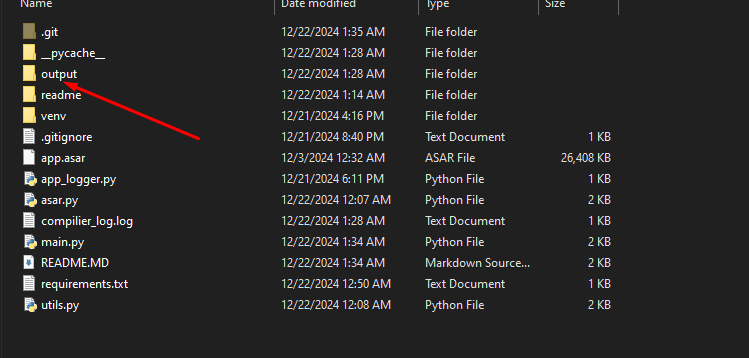 Name Date modified Type Size
.git 12/22/2024 1:35 AM File folder
__pycache__ 12/22/2024 1:28 AM File folder
output 12/22/2024 1:28 AM File folder
readme 12/22/2024 1:14 AM File folder
venv 12/21/2024 4:16 PM File folder
.gitignore 12/21/2024 8:40 PM Text Document 1 KB
app.asar 12/3/2024 12:32 AM ASAR File 26,408 KB
app_logger.py 12/21/2024 6:11 PM Python File 1 KB
asar.py 12/22/2024 12:07 AM Python File 2 KB
compilier_log.log 12/22/2024 1:28 AM Text Document 1 KB
main.py 12/22/2024 1:34 AM Python File 2 KB
README.MD 12/22/2024 1:34 AM Markdown Source... 2 KB
requirements.txt 12/22/2024 12:50 AM Text Document 1 KB
utils.py 12/22/2024 12:08 AM Python File 2 KB